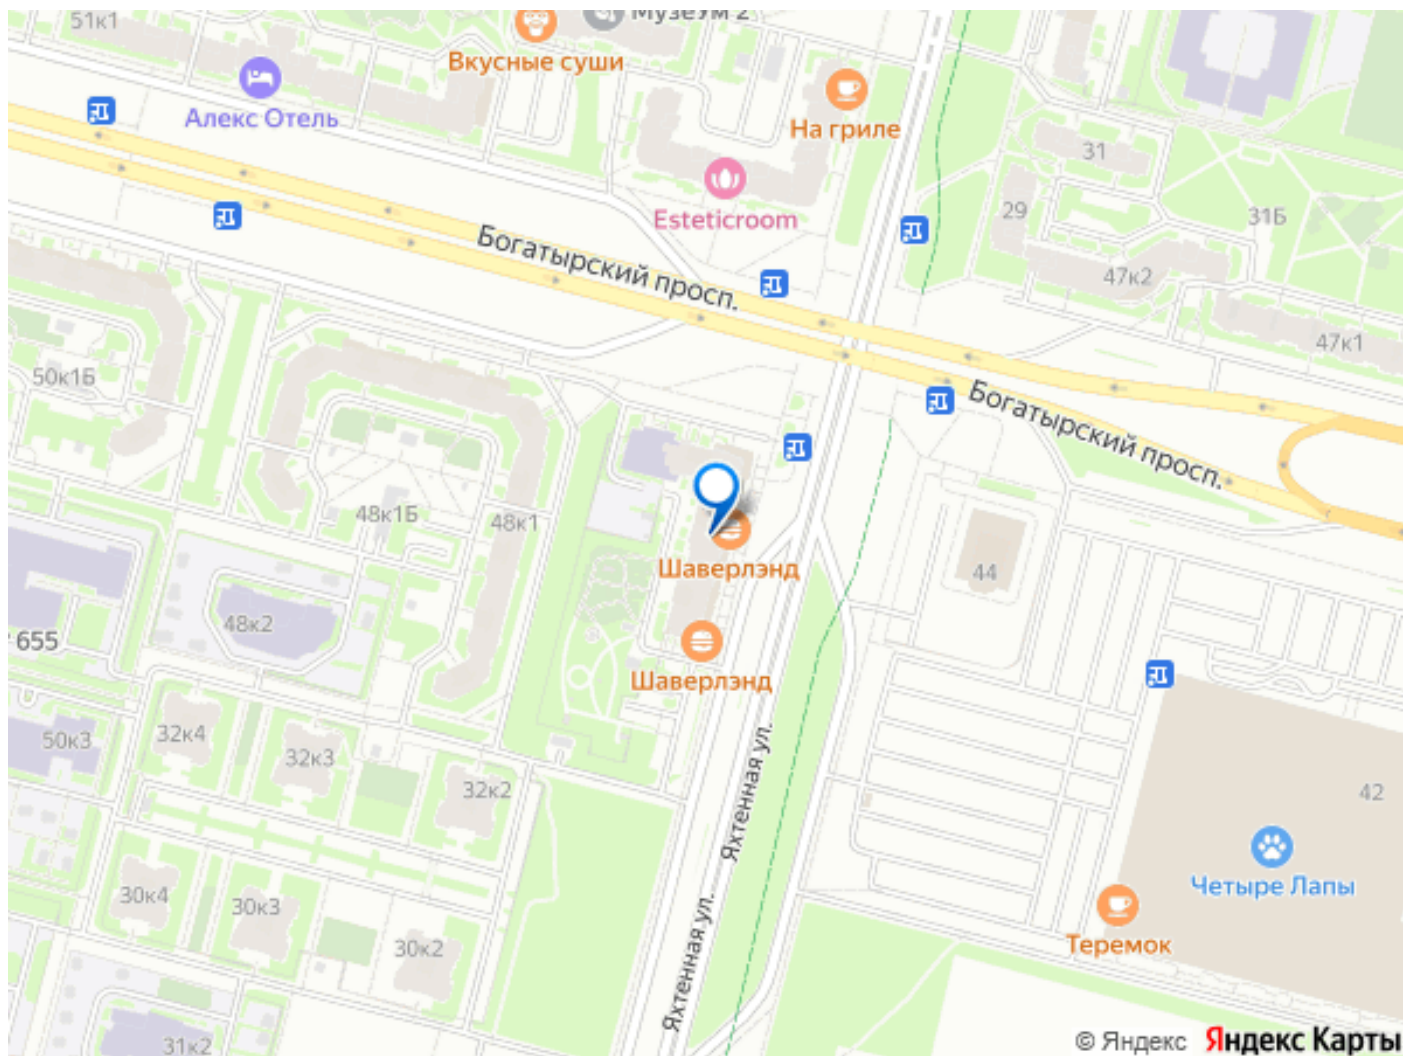 51к1
МузеУм 2
Вкусные суши
Алекс Отель
На гриле
31
Esteticroom
29
31Б
Богатырский просп.
47к2
47к1
50к1Б
Богатырский просп.
48к1Б
48к1
Шаверлэнд
44
48к2
655
Шаверлэнд
50к3
32к4
32к3
32к2
Яхтенная ул.
42
Четыре Лапы
30к4
30к3
30к2
Теремок
Яхтенная ул.
31к2
© Яндекс Яндекс Карты